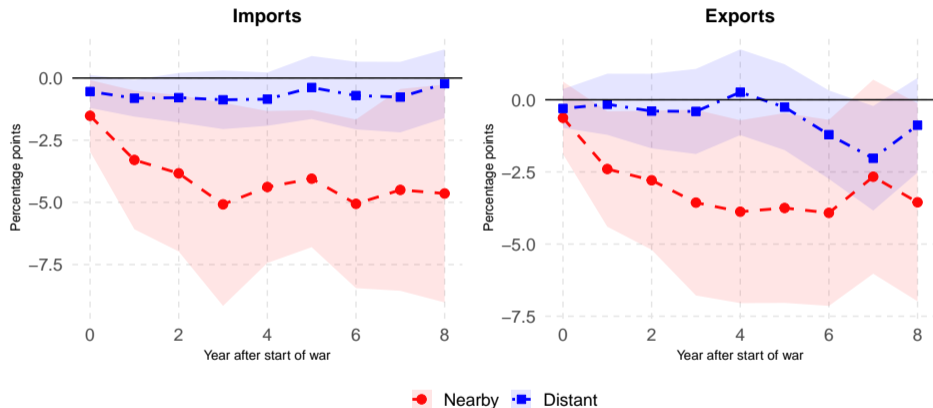 Imports
Exports
Percentage points
0.0
−2.5
−5.0
−7.5
0 2 4 6 8
Year after start of war
Percentage points
0.0
−2.5
−5.0
−7.5
0 2 4 6 8
Year after start of war
Nearby Distant